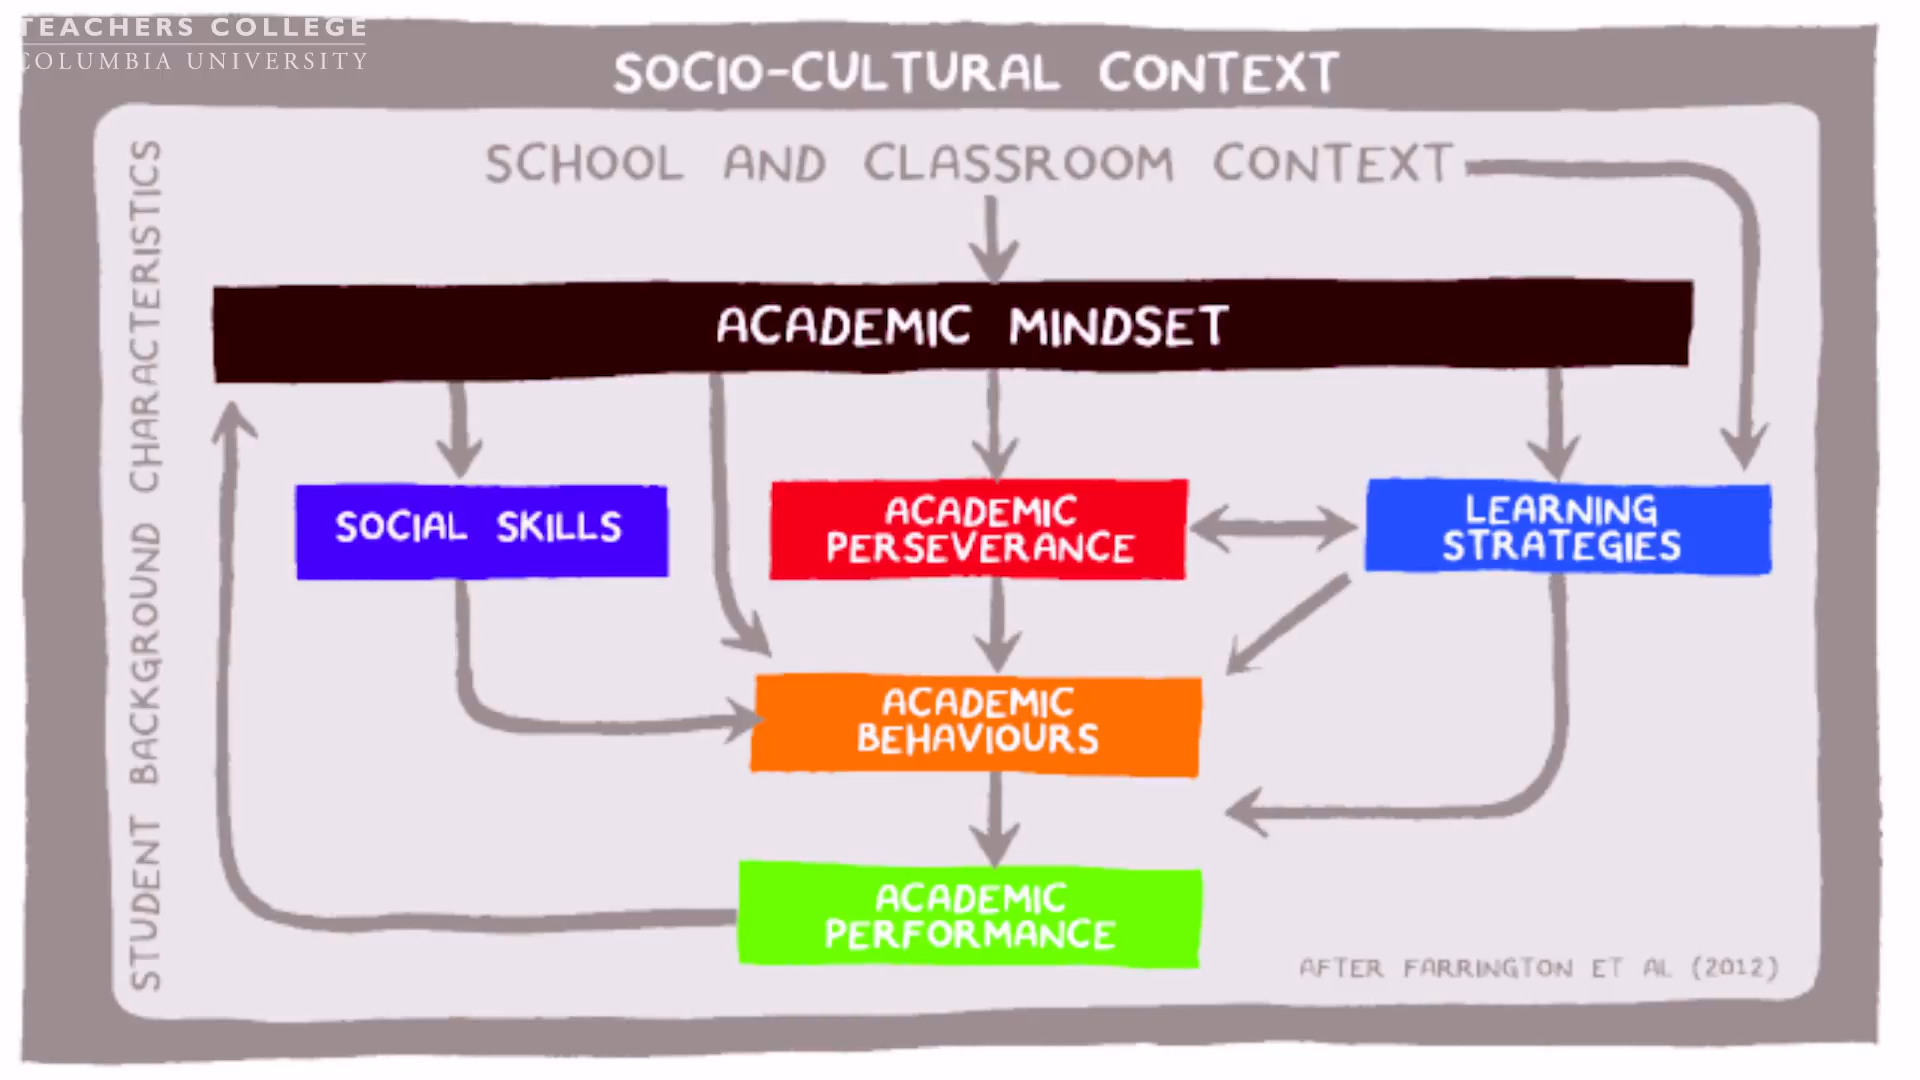 TEACHERS COLLEGE
COLUMBIA UNIVERSITY
SOCIO-CULTURAL CONTEXT
SCHOOL AND CLASSROOM CONTEXT
STUDENT BACKGROUND CHARACTERISTICS
ACADEMIC MINDSET
SOCIAL SKILLS
ACADEMIC
PERSEVERANCE
LEARNING
STRATEGIES
ACADEMIC
BEHAVIOURS
ACADEMIC
PERFORMANCE
AFTER FARRINGTON ET AL (2012)